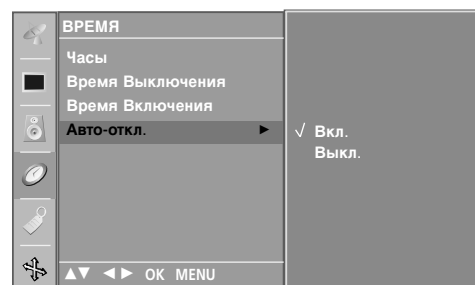 ВРЕМЯ
Часы
Время Выключения
Время Включения
Авто-откл. ►
√ Вкл.
Выкл.
▲▼ ◄► OK MENU